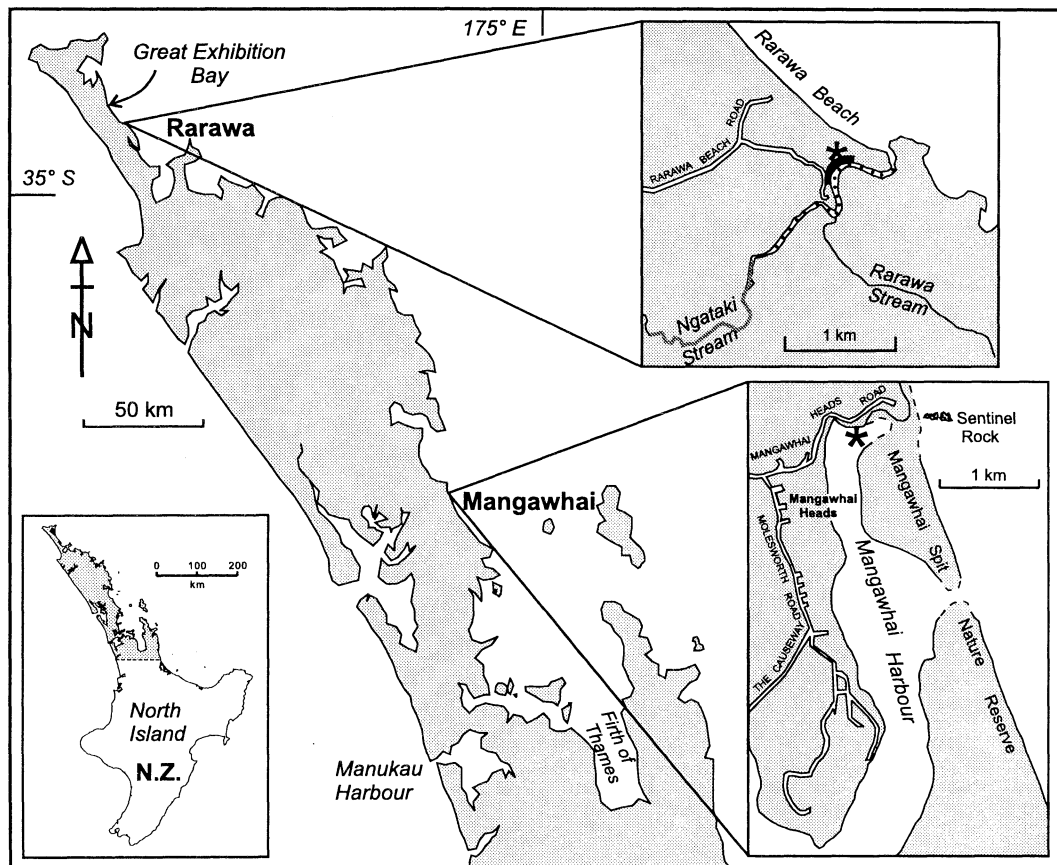 175° E
Great Exhibition
Bay
Rarawa
35° S
N
50 km
Mangawhai
Manukau
Harbour
Firth of
Thames
Rarawa Beach
RARAWA BEACH ROAD
*
Ngataki
Stream
Rarawa
Stream
1 km
MANGAWHAI HEADS ROAD
*
Sentinel
Rock
1 km
Mangawhai
Heads
Mangawhai Spit
MOLESWORTH ROAD
THE CAUSEWAY
Mangawhai Harbour
Nature Reserve
0 100 200
km
North
Island
N.Z.